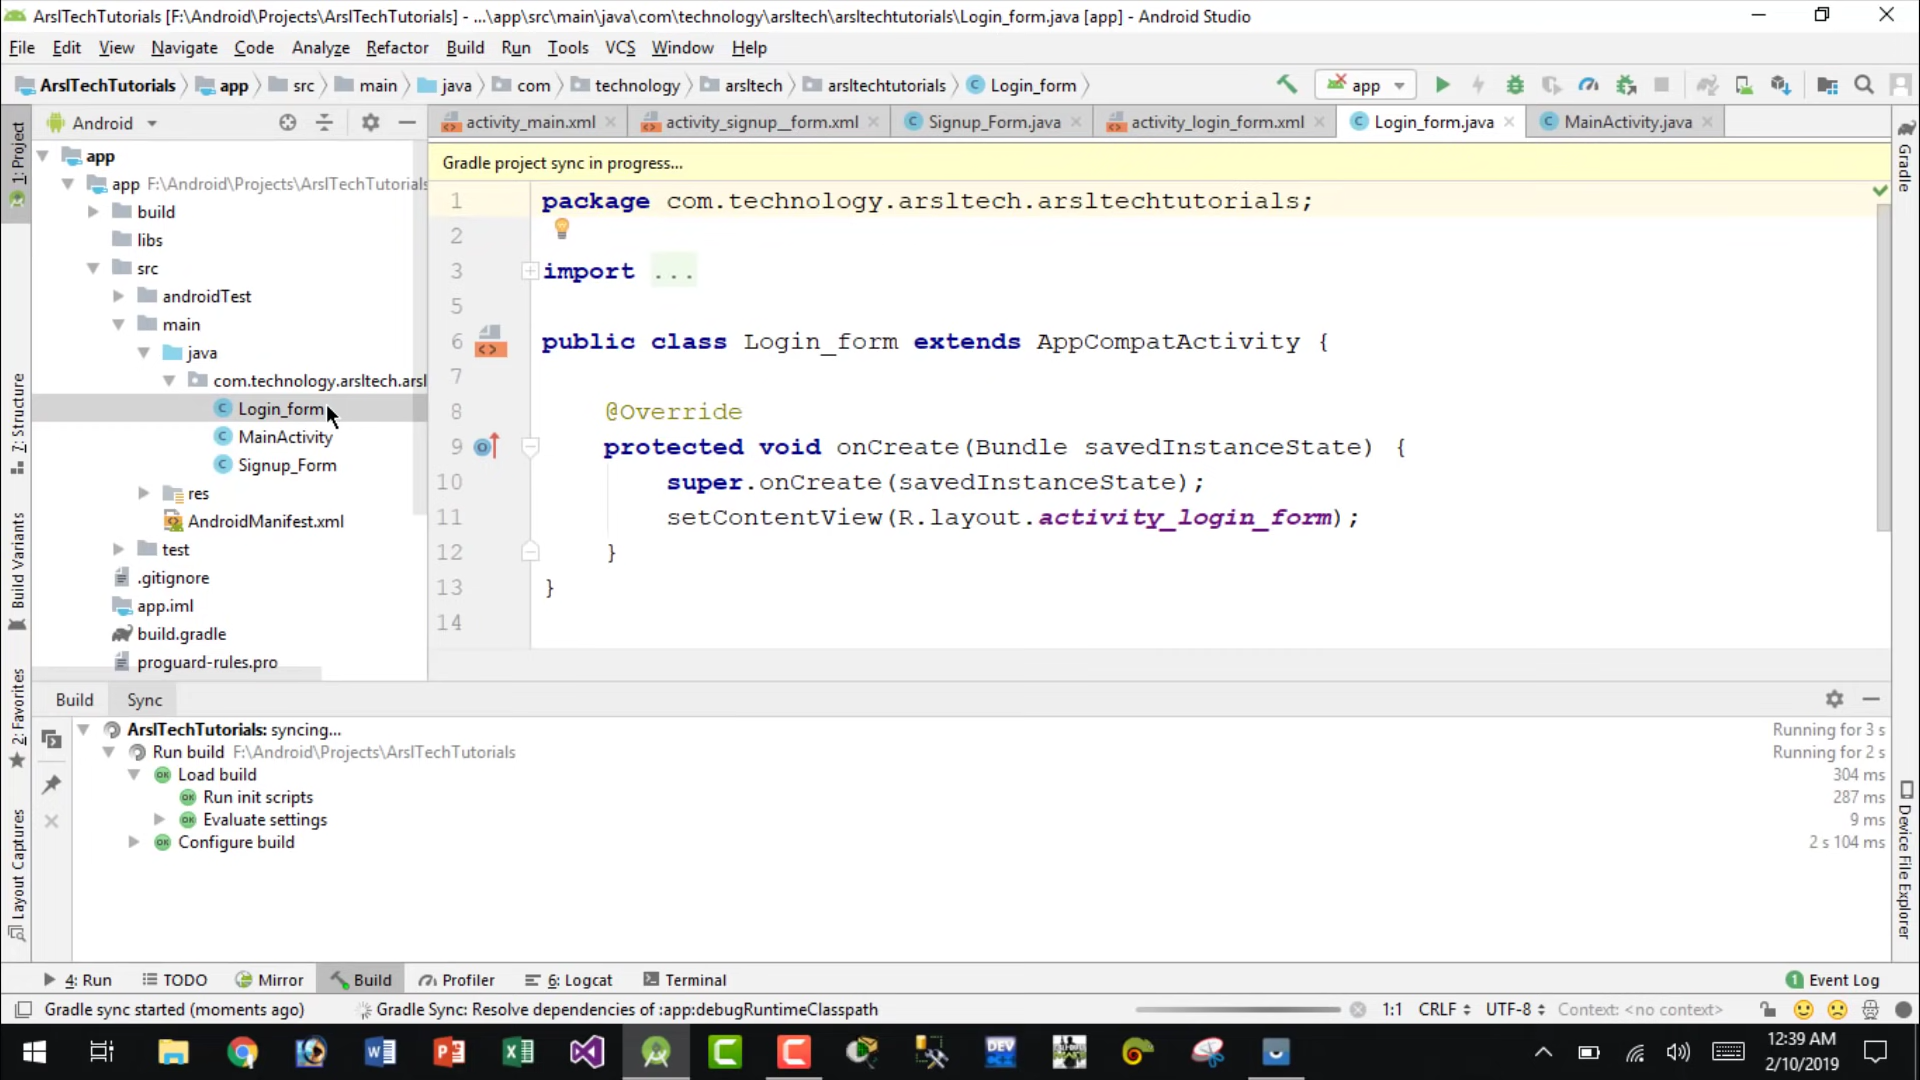 ArslTechTutorials [F:\Android\Projects\ArslTechTutorials] - ...\app\src\main\java\com\technology\arsltech\arsltechtutorials\Login_form.java [app] - Android Studio
File Edit View Navigate Code Analyze Refactor Build Run Tools VCS Window Help
ArslTechTutorials app src main java com technology arsltech arsltechtutorials Login_form app
Android
activity_main.xml activity_signup__form.xml Signup_Form.java activity_login_form.xml Login_form.java MainActivity.java
Gradle project sync in progress...
1: Project
7: Structure
Build Variants
2: Favorites
Layout Captures
app
app F:\Android\Projects\ArslTechTutorials
build
libs
src
androidTest
main
java
com.technology.arsltech.arsl
Login_form
MainActivity
Signup_Form
res
AndroidManifest.xml
test
.gitignore
app.iml
build.gradle
proguard-rules.pro
1 package com.technology.arsltech.arsltechtutorials;
2
3 import ...
5
6 public class Login_form extends AppCompatActivity {
7
8 @Override
9 protected void onCreate(Bundle savedInstanceState) {
10 super.onCreate(savedInstanceState);
11 setContentView(R.layout.activity_login_form);
12 }
13 }
14
Gradle
Device File Explorer
Build Sync
ArslTechTutorials: syncing... Running for 3 s
Run build F:\Android\Projects\ArslTechTutorials Running for 2 s
Load build 304 ms
Run init scripts 287 ms
Evaluate settings 9 ms
Configure build 2 s 104 ms
4: Run TODO Mirror Build Profiler 6: Logcat Terminal 1 Event Log
Gradle sync started (moments ago) Gradle Sync: Resolve dependencies of :app:debugRuntimeClasspath 1:1 CRLF UTF-8 Context: <no context>
12:39 AM
2/10/2019